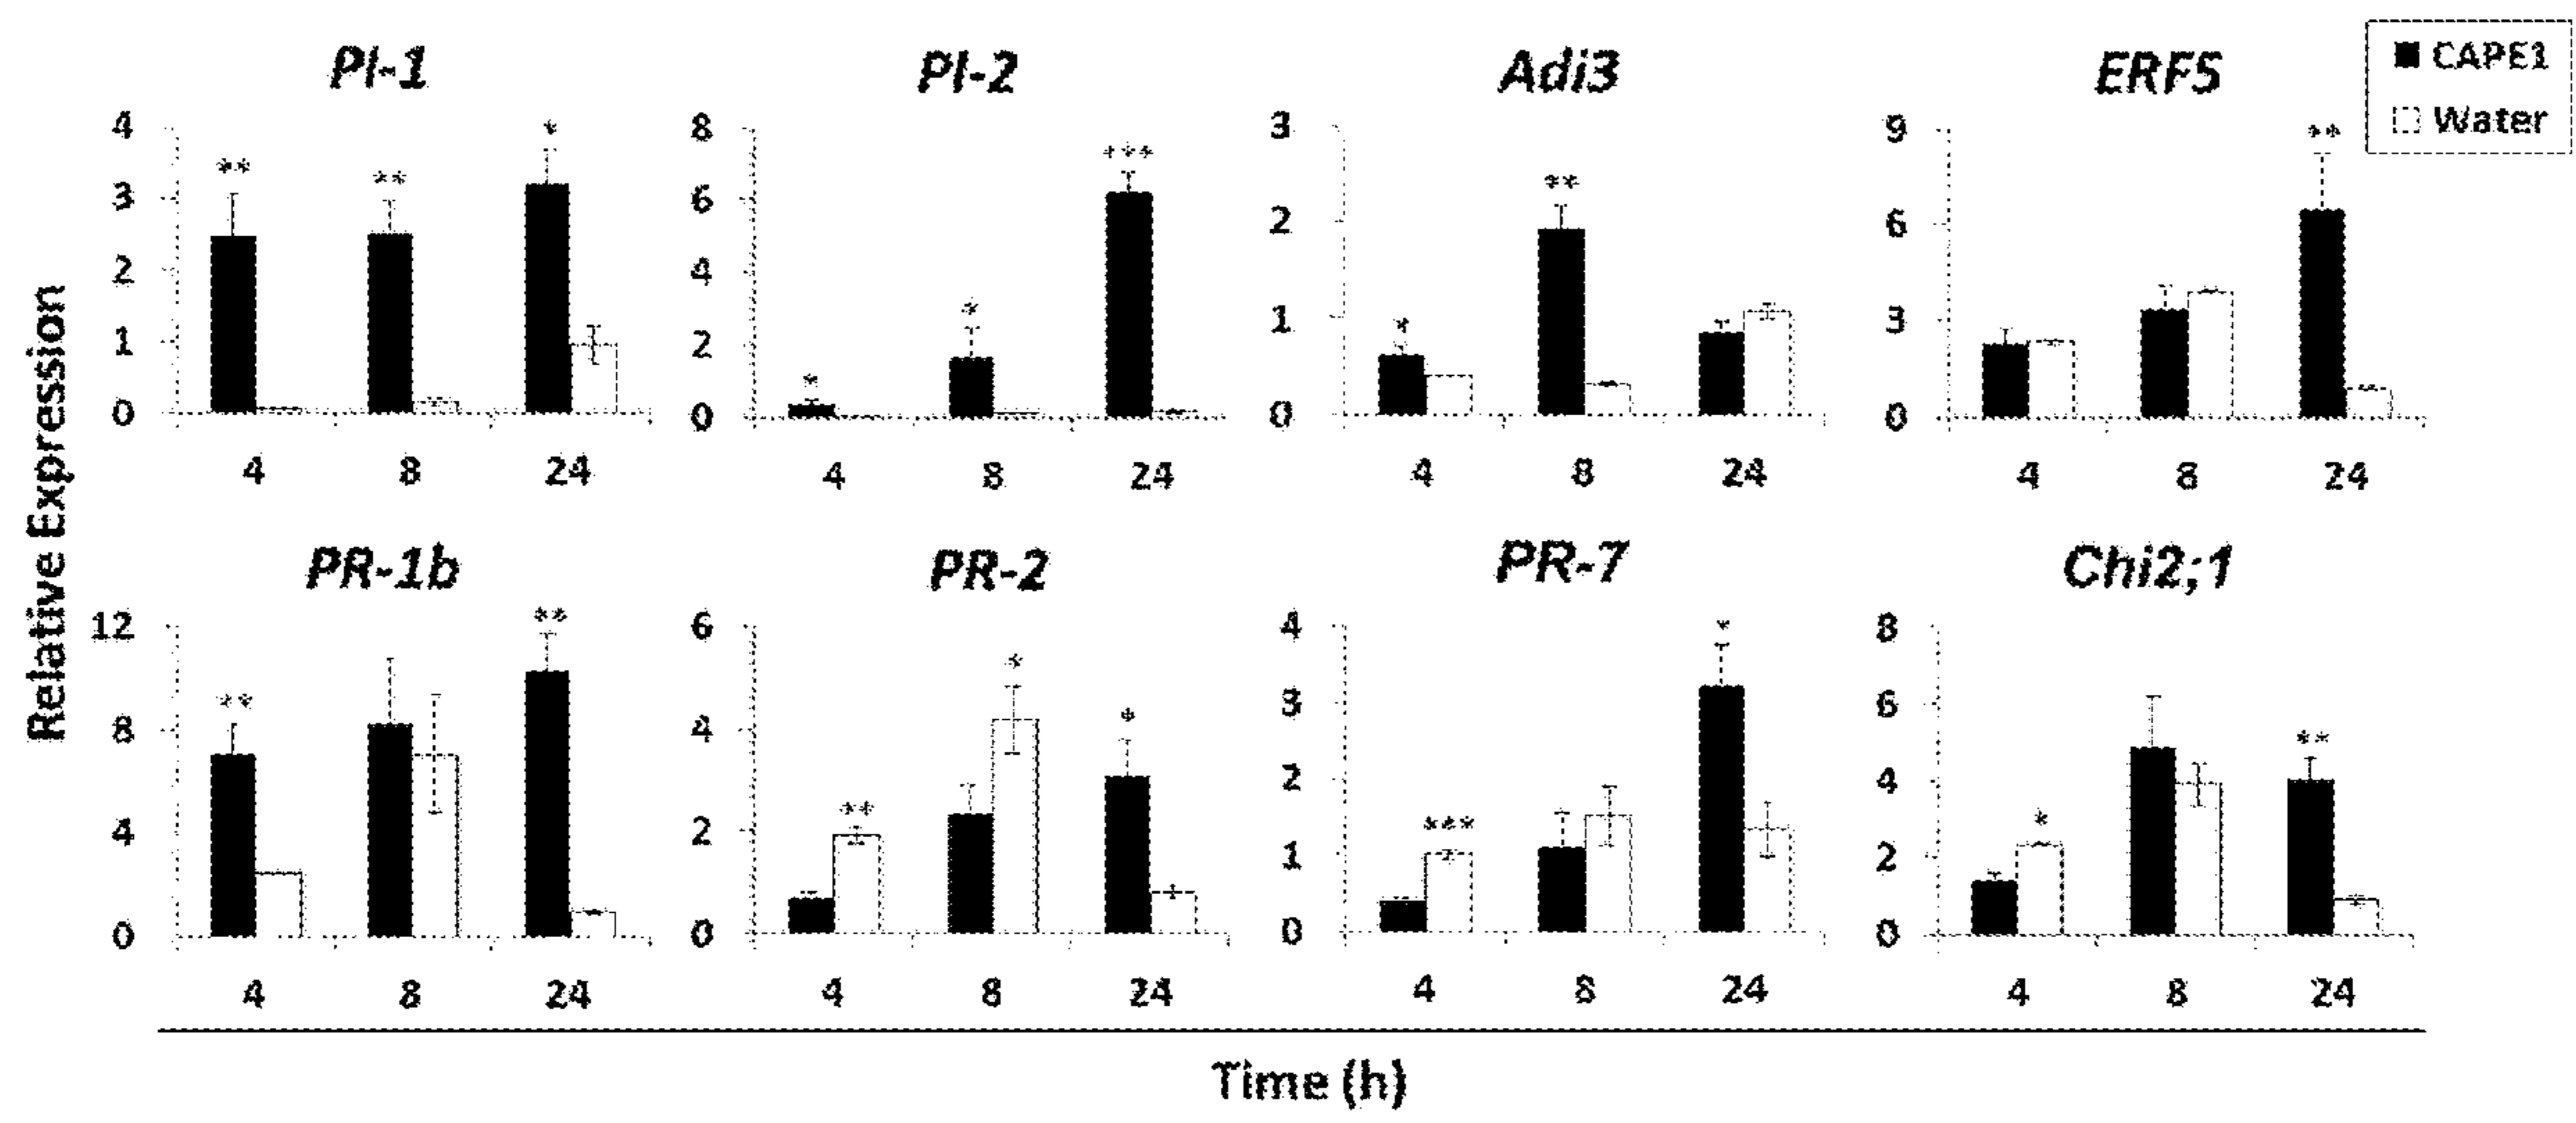 PI-1 PI-2 Adi3 ERF5
CAPE1
Water
4 3 2 1 0
** ** *
4 8 24
8 6 4 2 0
* * ***
4 8 24
3 2 1 0
* **
4 8 24
9 6 3 0
**
4 8 24
Relative Expression
PR-1b PR-2 PR-7 Chi2;1
12 8 4 0
** **
4 8 24
6 4 2 0
** * *
4 8 24
4 3 2 1 0
*** *
4 8 24
8 6 4 2 0
* **
4 8 24
Time (h)